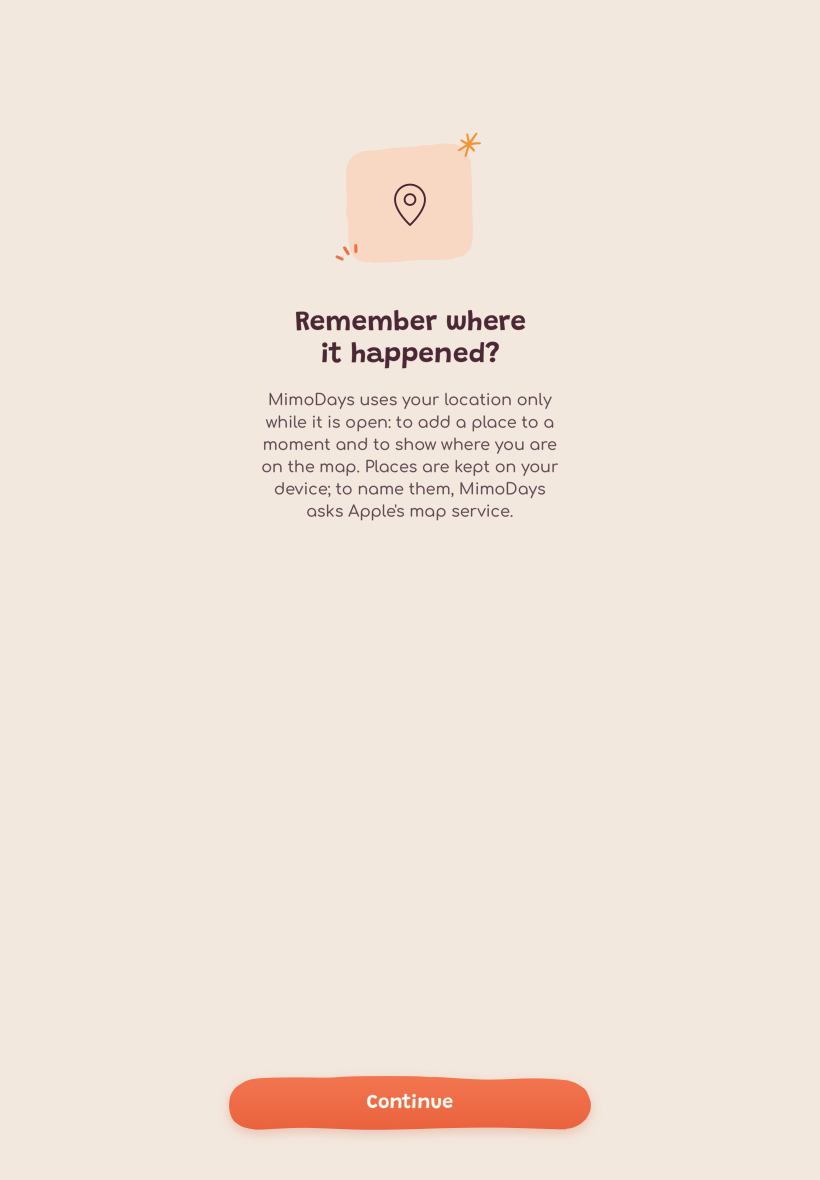 Remember where
it happened?
MimoDays uses your location only
while it is open: to add a place to a
moment and to show where you are
on the map. Places are kept on your
device; to name them, MimoDays
asks Apple's map service.
Continue